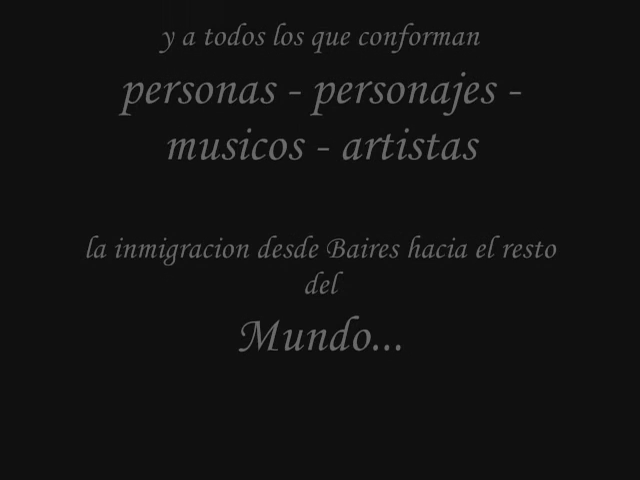 y a todos los que conforman
personas - personajes -
musicos - artistas
la inmigracion desde Baires hacia el resto
del
Mundo...